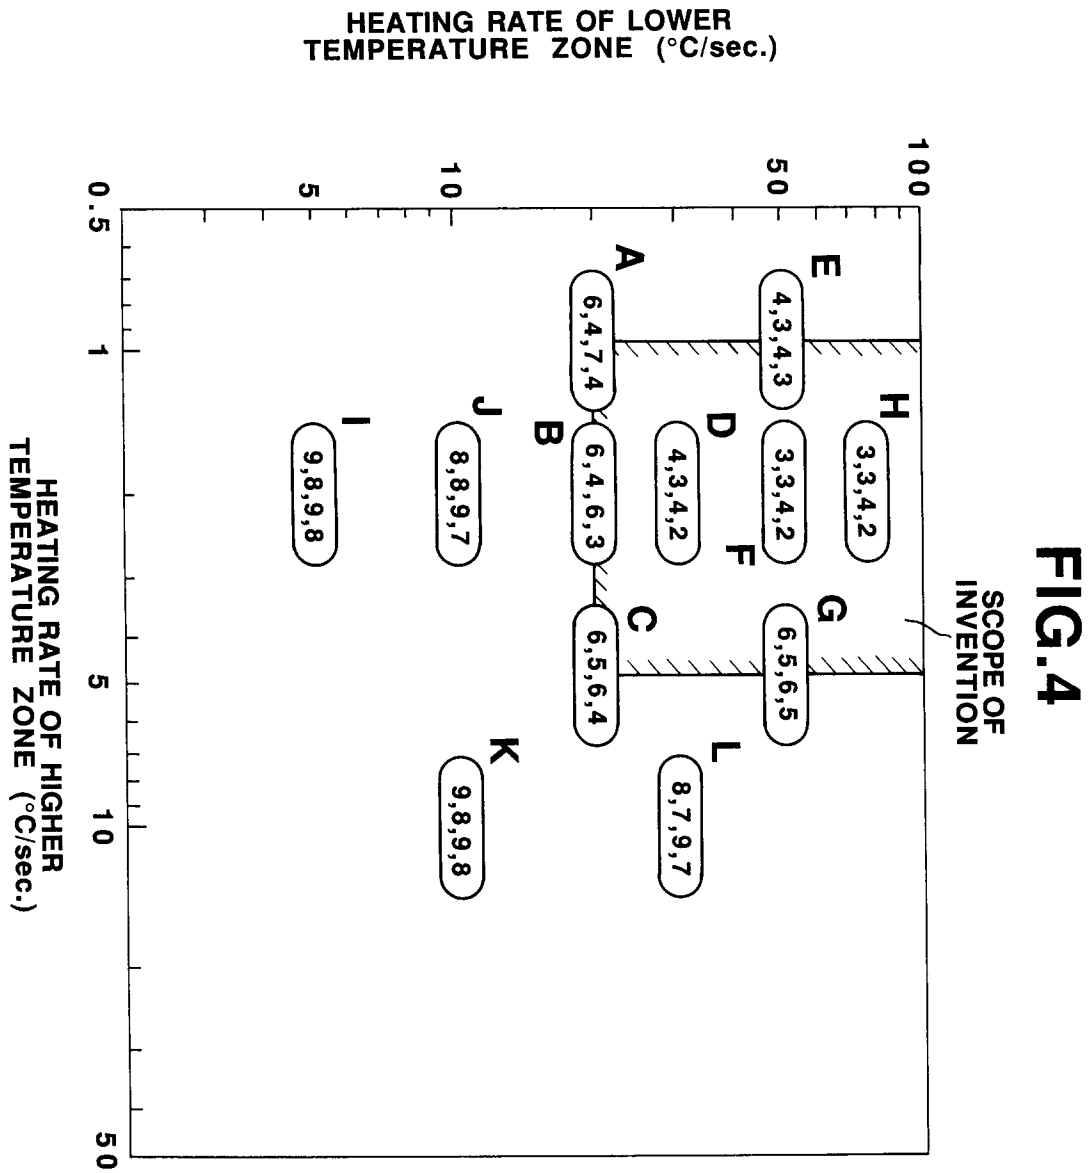 FIG.4
SCOPE OF
INVENTION
HEATING RATE OF LOWER
TEMPERATURE ZONE (°C/sec.)
100
50
10
5
H
3,3,4,2
E
4,3,4,3
3,3,4,2
G
6,5,6,5
F
D
4,3,4,2
L
8,7,9,7
A
6,4,7,4
B
6,4,6,3
C
6,5,6,4
J
8,8,9,7
K
9,8,9,8
I
9,8,9,8
0.5
1
5
10
50
HEATING RATE OF HIGHER
TEMPERATURE ZONE (°C/sec.)